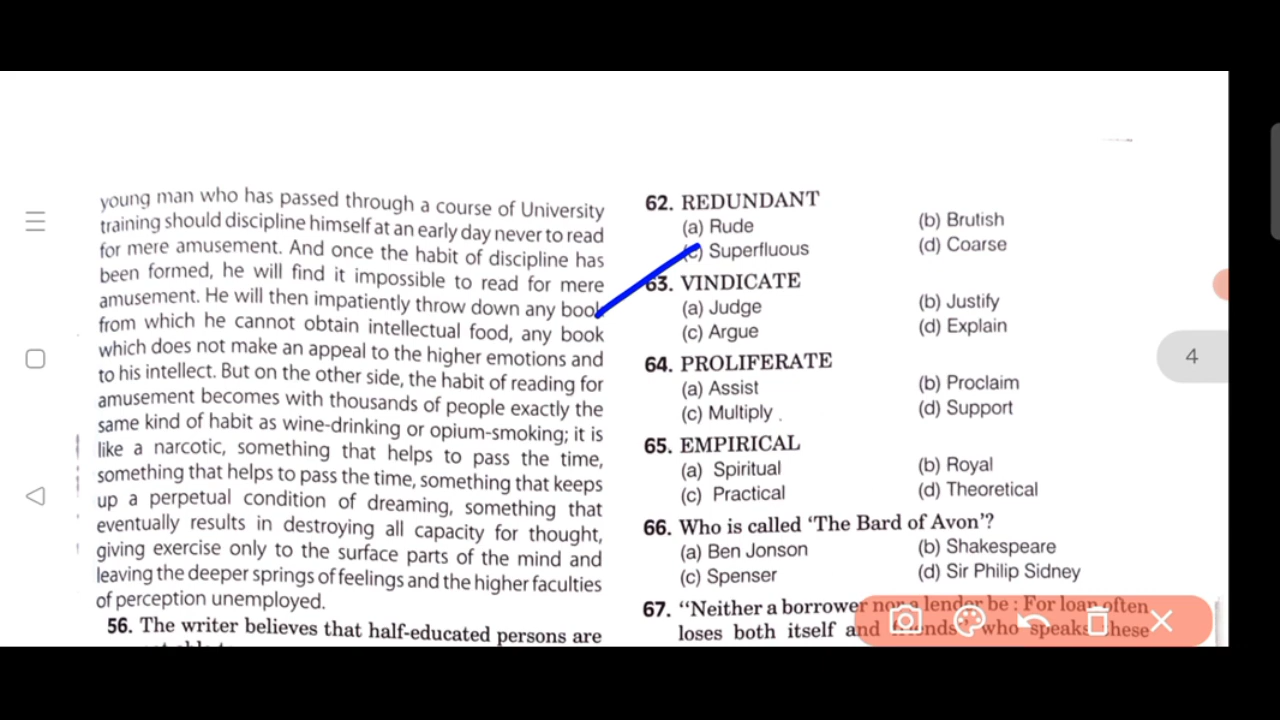 young man who has passed through a course of University
training should discipline himself at an early day never to read
for mere amusement. And once the habit of discipline has
been formed, he will find it impossible to read for mere
amusement. He will then impatiently throw down any book
from which he cannot obtain intellectual food, any book
which does not make an appeal to the higher emotions and
to his intellect. But on the other side, the habit of reading for
amusement becomes with thousands of people exactly the
same kind of habit as wine-drinking or opium-smoking; it is
like a narcotic, something that helps to pass the time,
something that helps to pass the time, something that keeps
up a perpetual condition of dreaming, something that
eventually results in destroying all capacity for thought,
giving exercise only to the surface parts of the mind and
leaving the deeper springs of feelings and the higher faculties
of perception unemployed.
56. The writer believes that half-educated persons are
62. REDUNDANT
(a) Rude (b) Brutish
(c) Superfluous (d) Coarse
63. VINDICATE
(a) Judge (b) Justify
(c) Argue (d) Explain
64. PROLIFERATE
(a) Assist (b) Proclaim
(c) Multiply . (d) Support
65. EMPIRICAL
(a) Spiritual (b) Royal
(c) Practical (d) Theoretical
66. Who is called ‘The Bard of Avon’?
(a) Ben Jonson (b) Shakespeare
(c) Spenser (d) Sir Philip Sidney
67. “Neither a borrower nor a lender be : For loan often
loses both itself and friends” who speaks these
4